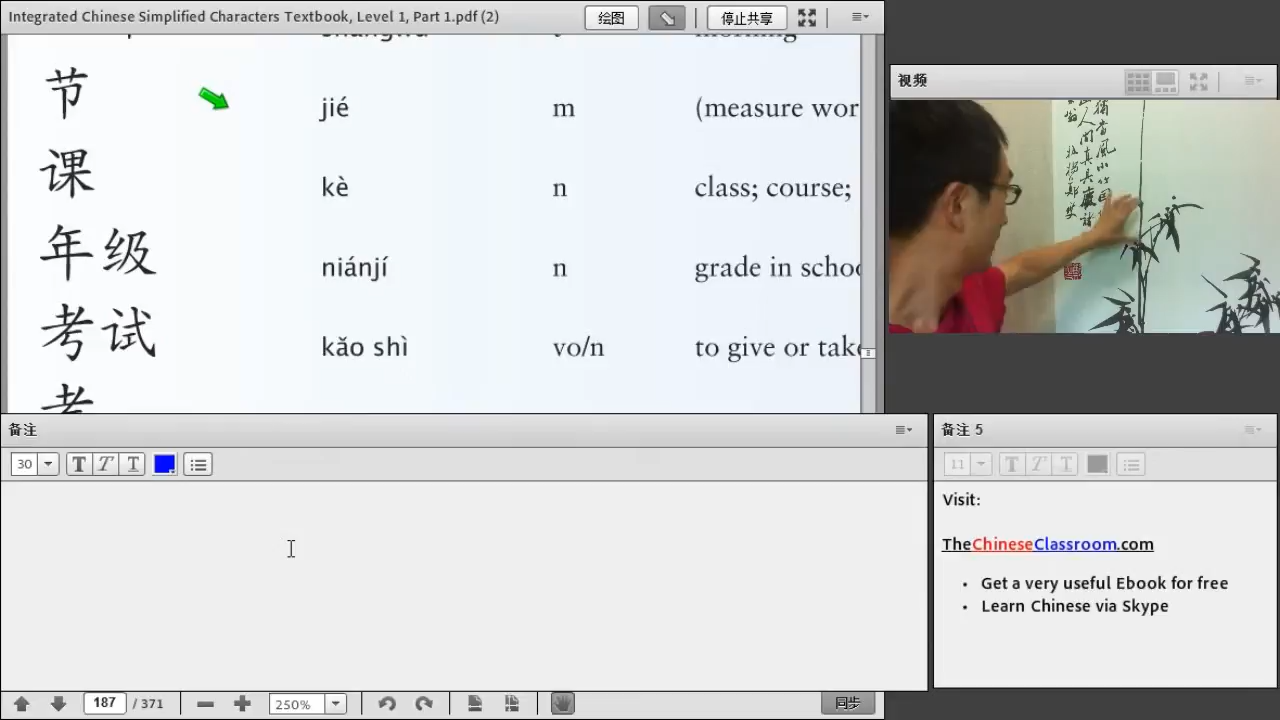 Integrated Chinese Simplified Characters Textbook, Level 1, Part 1.pdf (2)
绘图
停止共享
节 jié m (measure wor
课 kè n class; course;
年级 niánjí n grade in schoo
考试 kǎo shì vo/n to give or take
视频
备注
30
T T T
备注 5
11
T T T
Visit:
TheChineseClassroom.com
• Get a very useful Ebook for free
• Learn Chinese via Skype
187 / 371
250%
同步